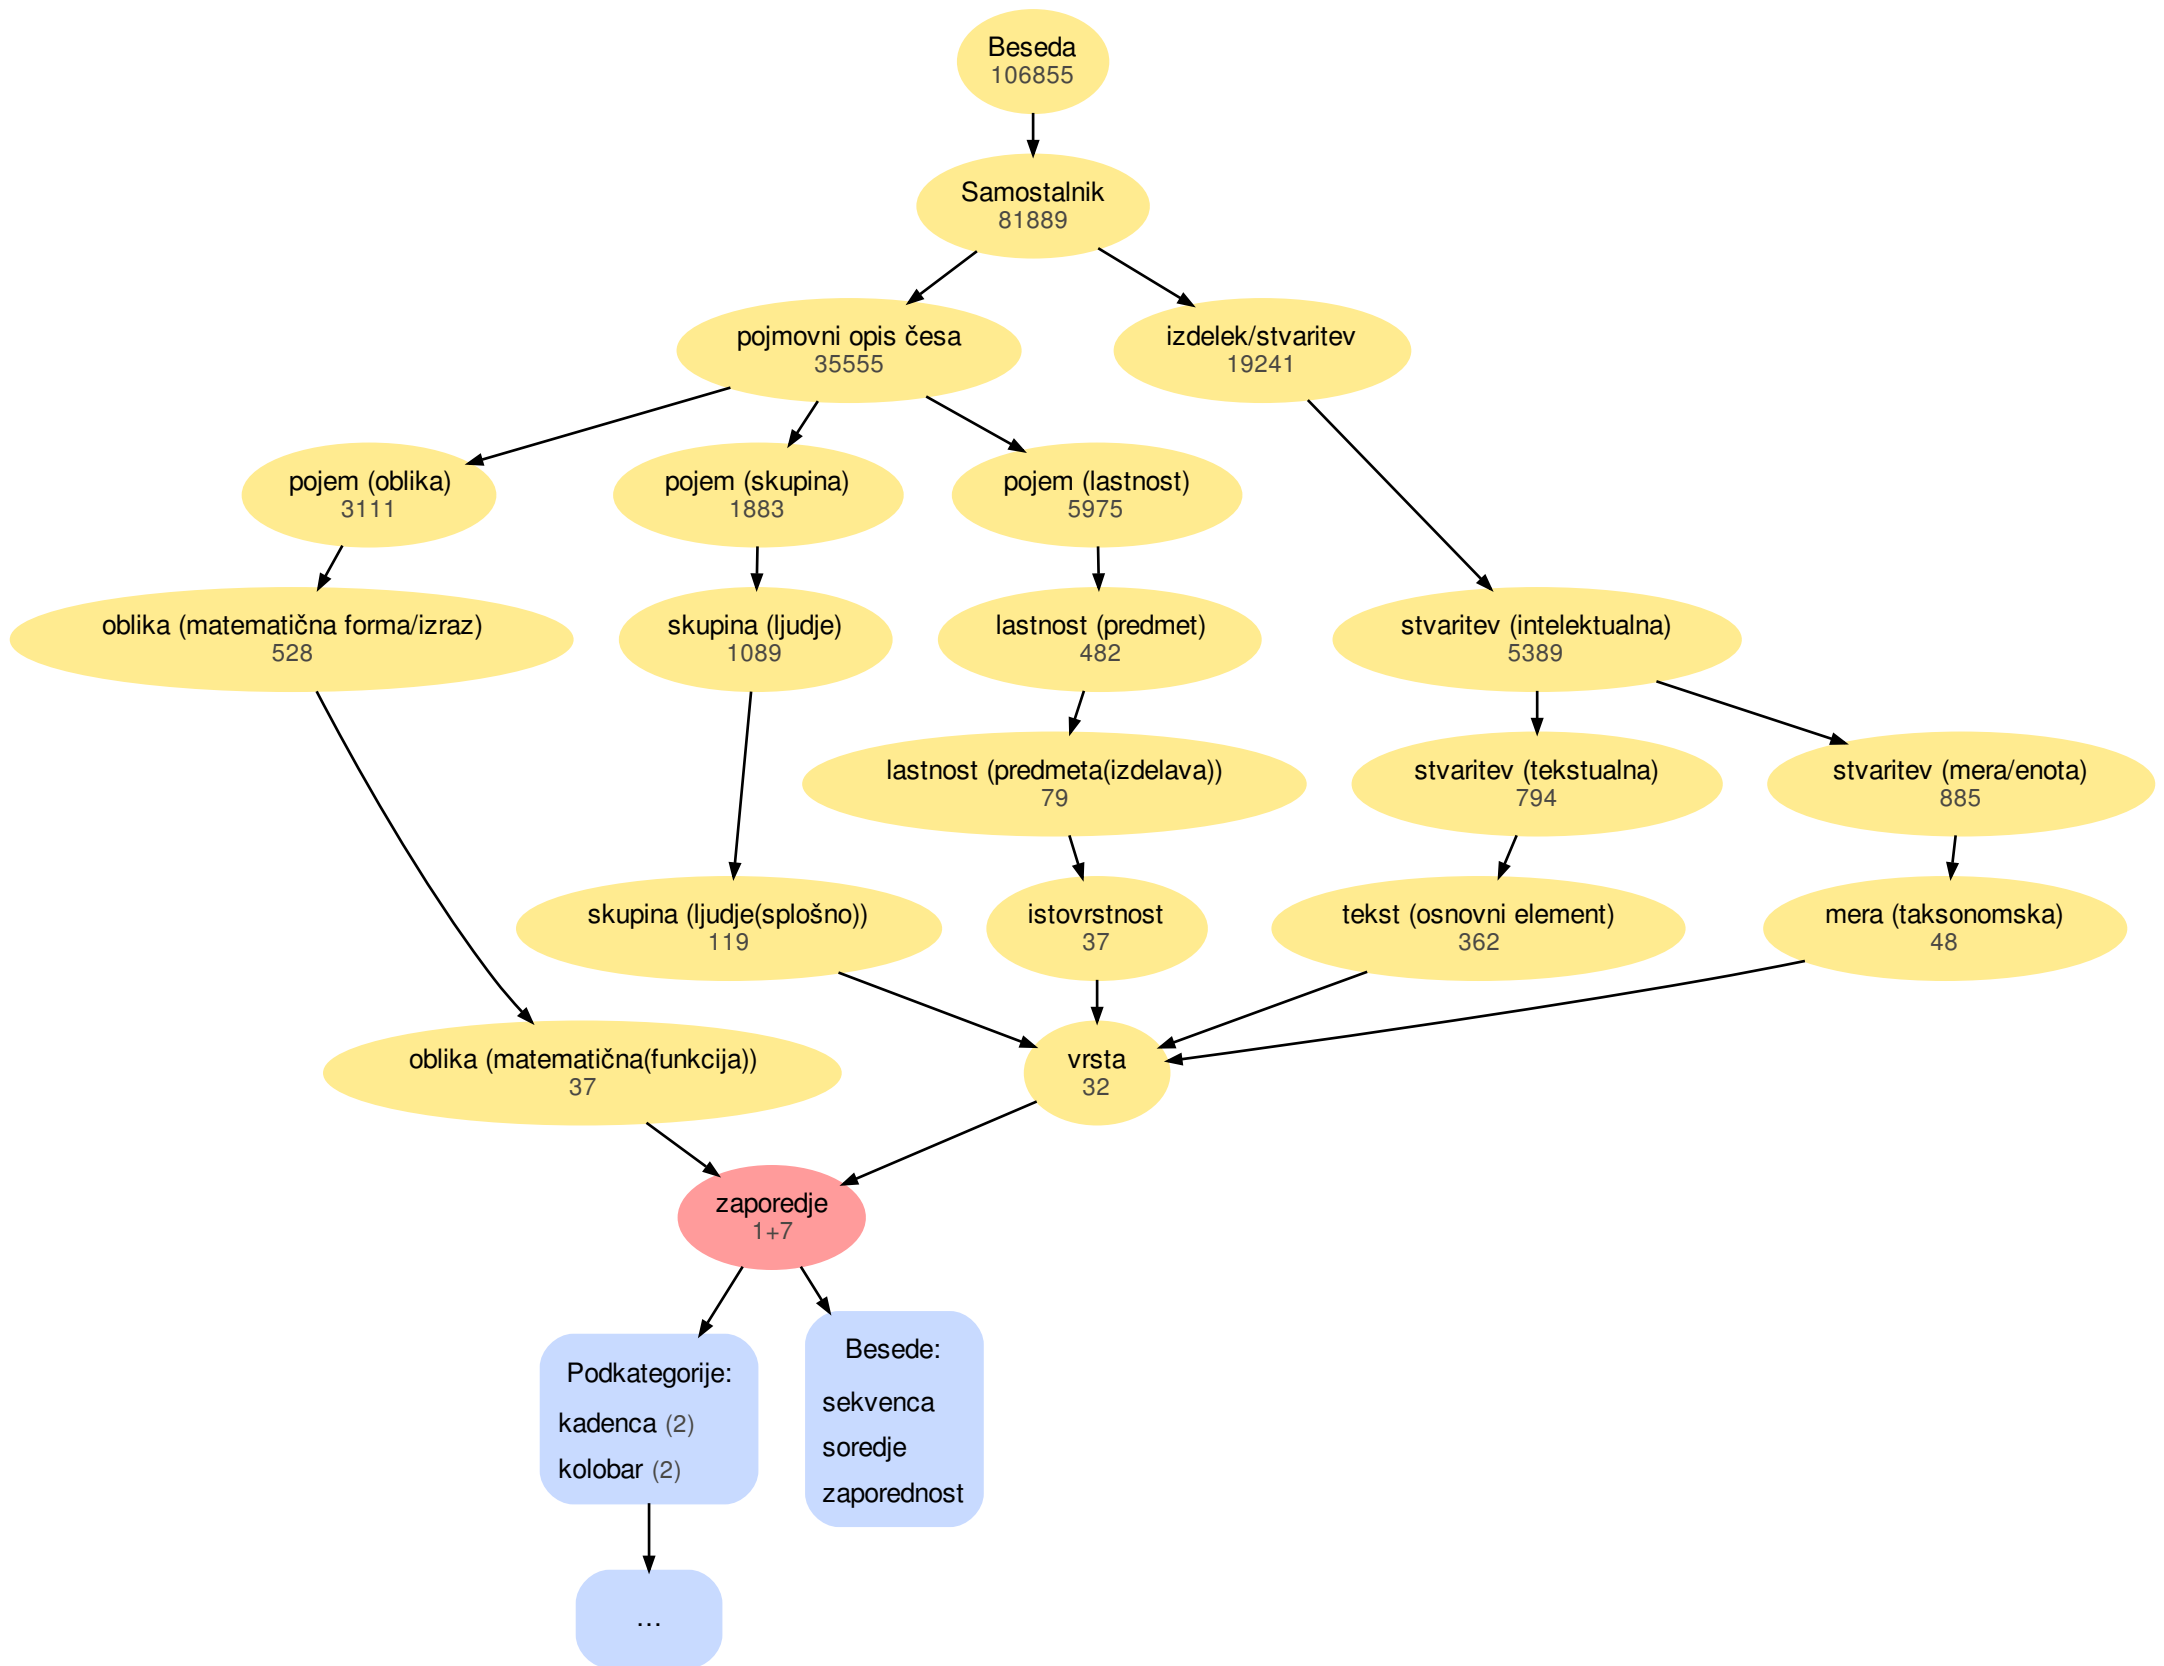 Beseda
106855
Samostalnik
81889
pojmovni opis česa
35555
izdelek/stvaritev
19241
pojem (oblika)
3111
pojem (skupina)
1883
pojem (lastnost)
5975
oblika (matematična forma/izraz)
528
skupina (ljudje)
1089
lastnost (predmet)
482
stvaritev (intelektualna)
5389
lastnost (predmeta(izdelava))
79
stvaritev (tekstualna)
794
stvaritev (mera/enota)
885
skupina (ljudje(splošno))
119
istovrstnost
37
tekst (osnovni element)
362
mera (taksonomska)
48
oblika (matematična(funkcija))
37
vrsta
32
zaporedje
1+7
Podkategorije:
kadenca (2)
kolobar (2)
Besede:
sekvenca
soredje
zaporednost
...